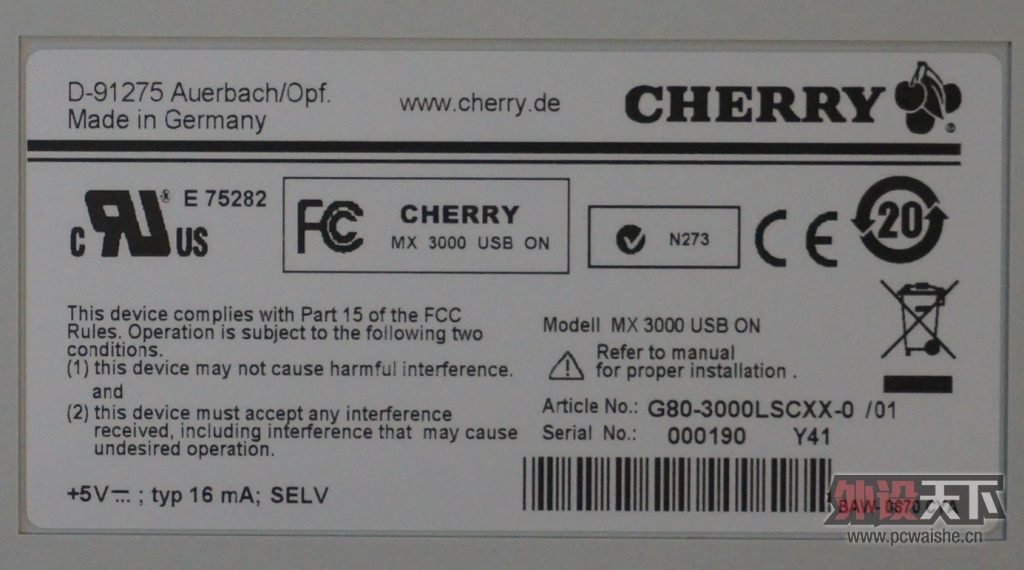 D-91275 Auerbach/Opf.
Made in Germany
www.cherry.de
CHERRY
®
c RU US ® E 75282
FC CHERRY
MX 3000 USB ON
N273
CE
20
This device complies with Part 15 of the FCC
Rules. Operation is subject to the following two
conditions.
(1) this device may not cause harmful interference.
and
(2) this device must accept any interference
received, including interference that may cause
undesired operation.
+5V⎓ ; typ 16 mA; SELV
Modell MX 3000 USB ON
Refer to manual
for proper installation .
Article No.: G80-3000LSCXX-0 /01
Serial No.: 000190 Y41
外设天下
www.pcwaishe.cn